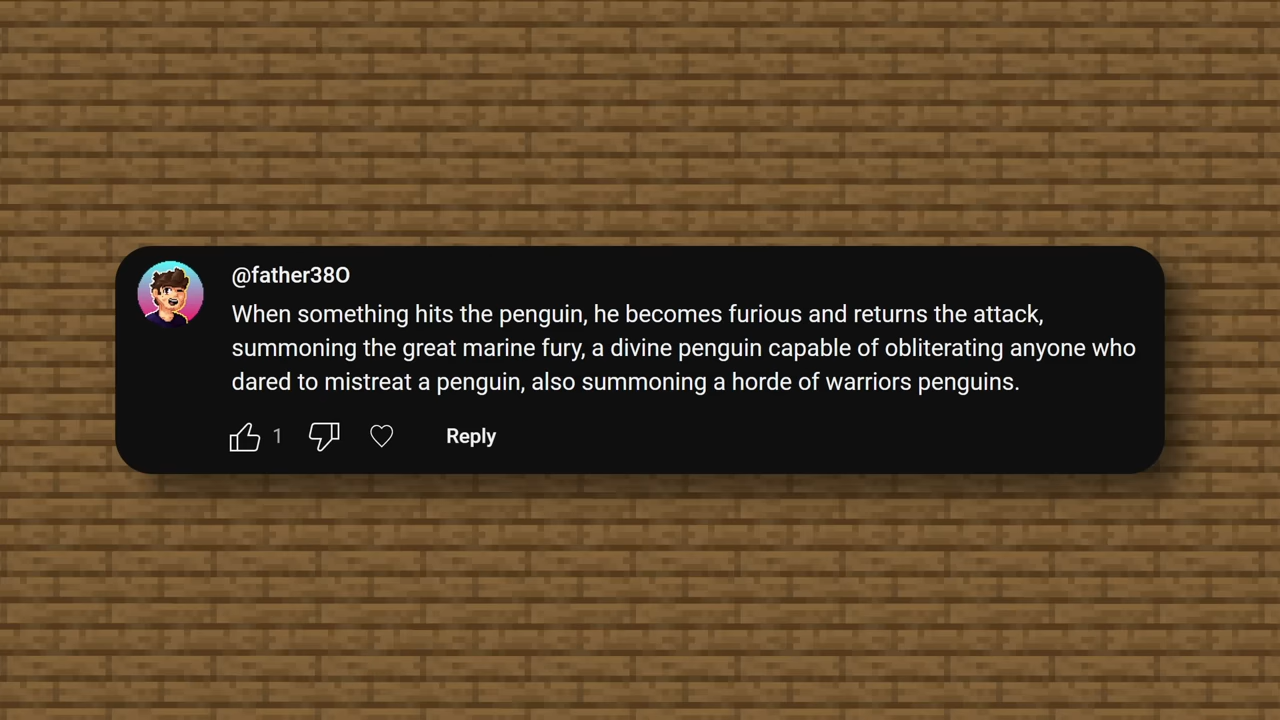 @father38O
When something hits the penguin, he becomes furious and returns the attack,
summoning the great marine fury, a divine penguin capable of obliterating anyone who
dared to mistreat a penguin, also summoning a horde of warriors penguins.
1
Reply